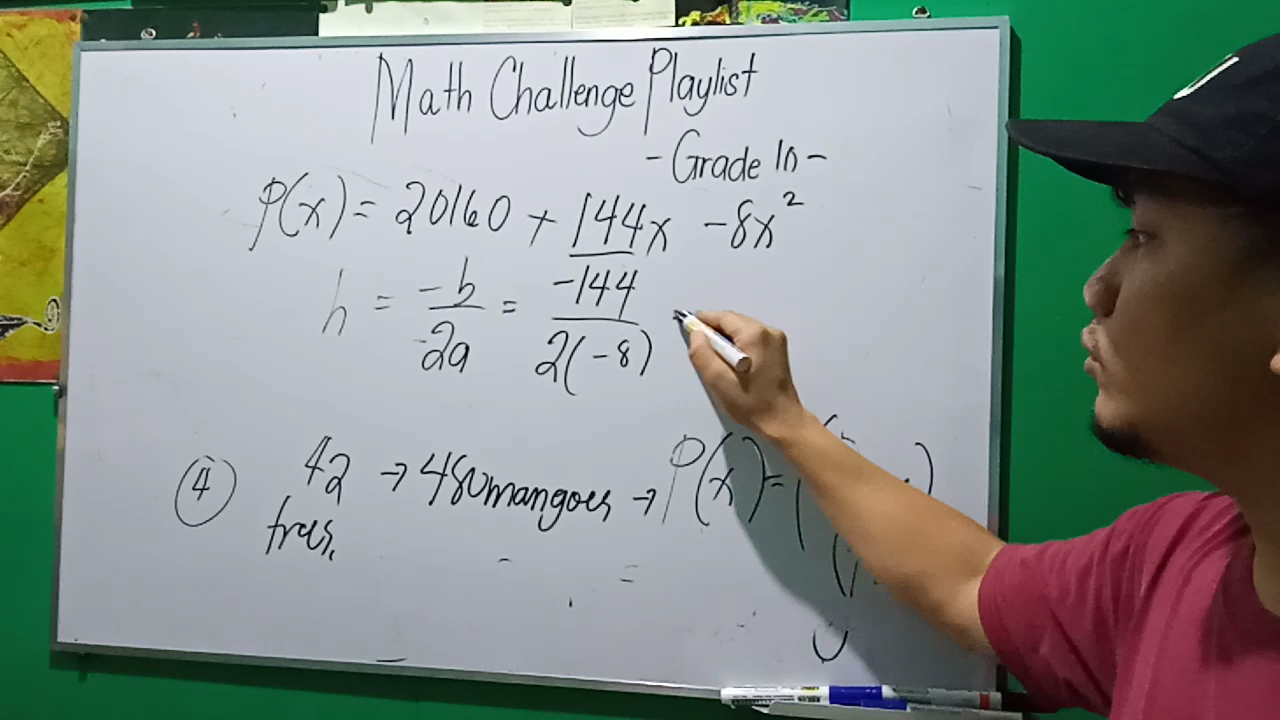 Math Challenge Playlist
- Grade 10 -
P(x) = 20160 + 144x - 8x²
h = -b/2a = -144/2(-8)
④ 42 → 480 mangoes → P(x) = (
trees.